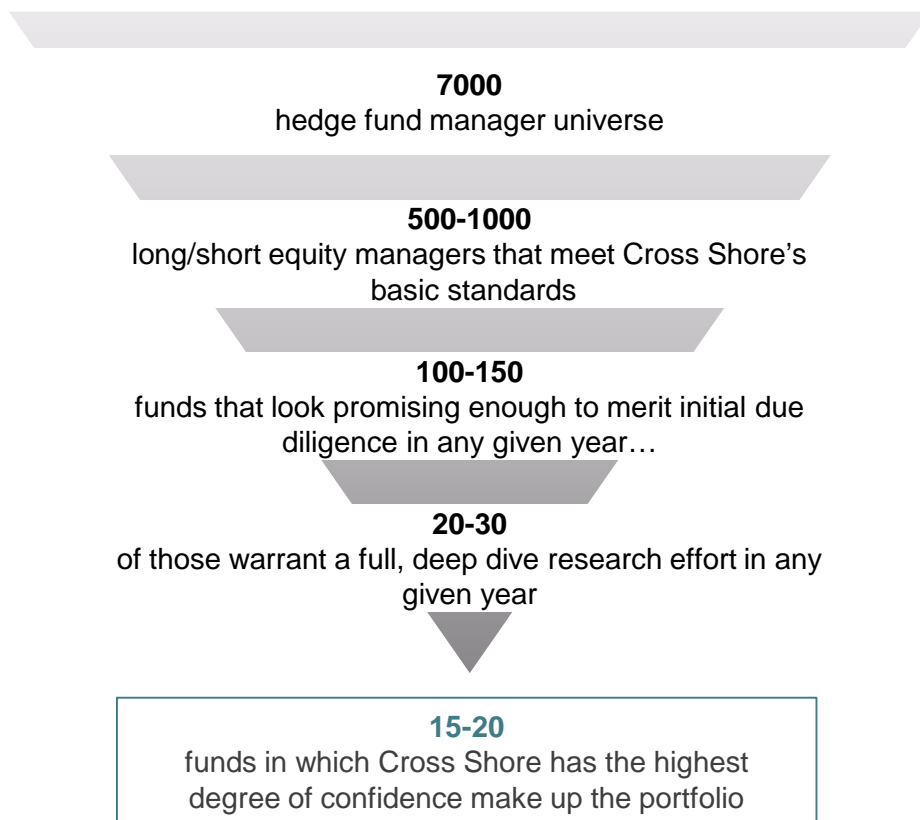 7000
hedge fund manager universe
500-1000
long/short equity managers that meet Cross Shore's
basic standards
100-150
funds that look promising enough to merit initial due
diligence in any given year…
20-30
of those warrant a full, deep dive research effort in any
given year
15-20
funds in which Cross Shore has the highest
degree of confidence make up the portfolio